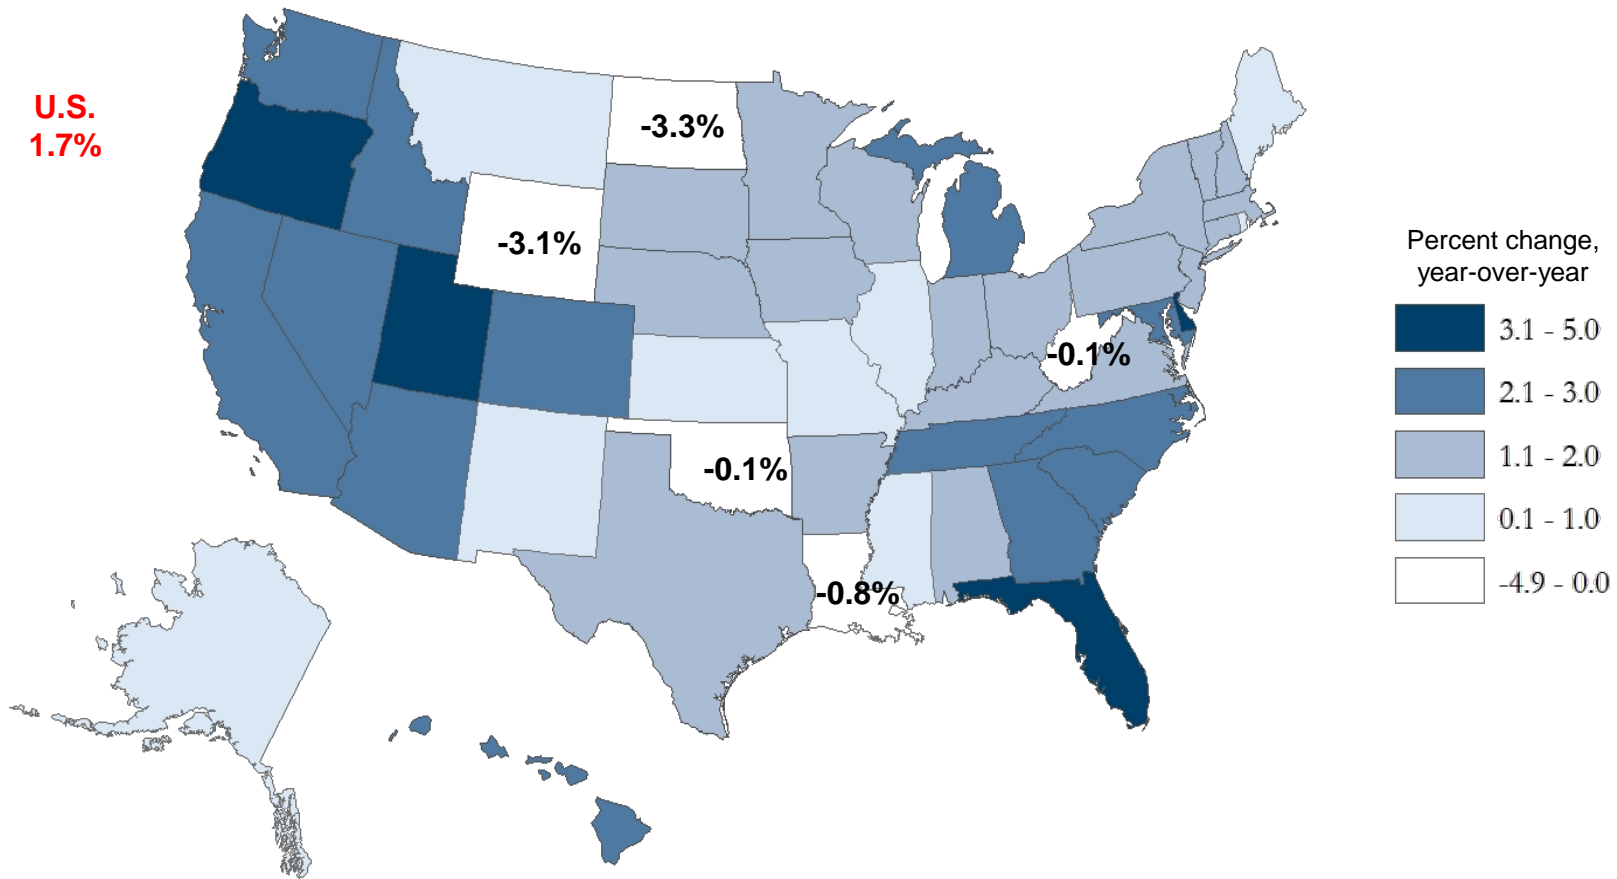 U.S.
1.7%
-3.3%
-3.1%
-0.1%
-0.1%
-0.8%
Percent change,
year-over-year
3.1 - 5.0
2.1 - 3.0
1.1 - 2.0
0.1 - 1.0
-4.9 - 0.0